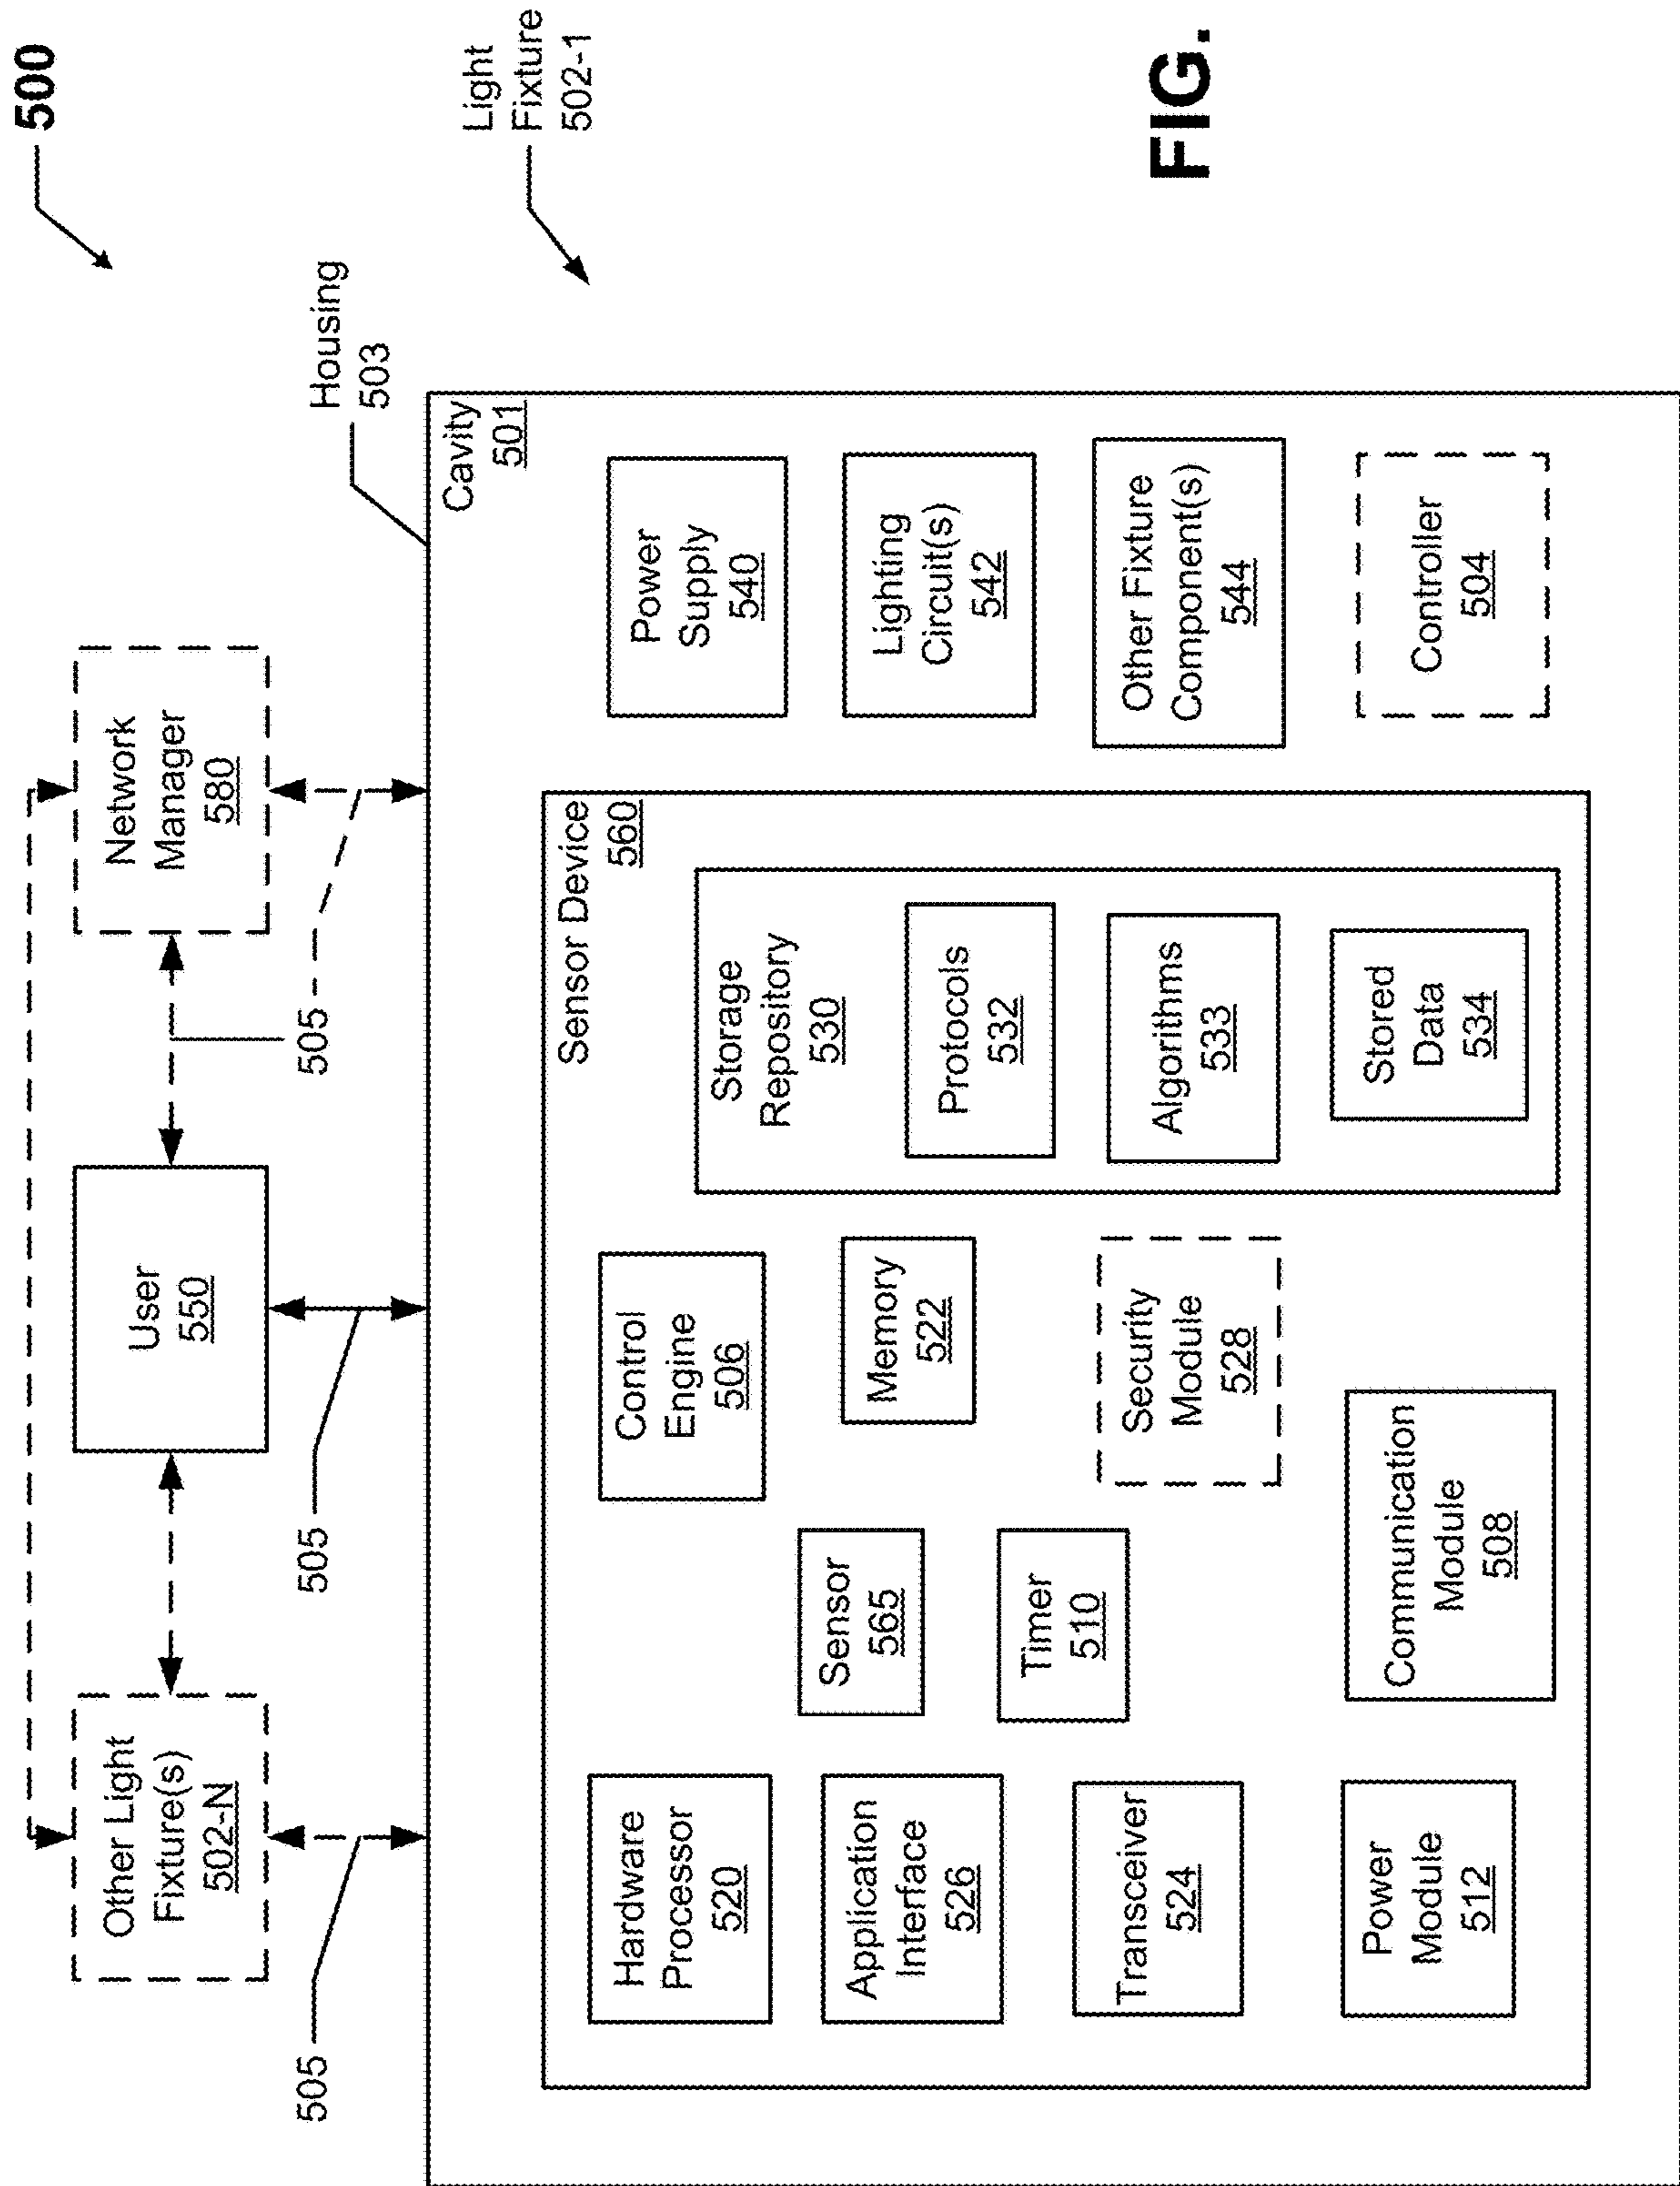 500
Other Light
Fixture(s)
502-N
User
550
Network
Manager
580
505
505
505
Housing
503
Light
Fixture
502-1
Cavity
501
Sensor Device
560
Hardware
Processor
520
Application
Interface
526
Transceiver
524
Power
Module
512
Sensor
565
Timer
510
Communication
Module
508
Control
Engine
506
Memory
522
Security
Module
528
Storage
Repository
530
Protocols
532
Algorithms
533
Stored
Data
534
Power
Supply
540
Lighting
Circuit(s)
542
Other Fixture
Component(s)
544
Controller
504
FIG.